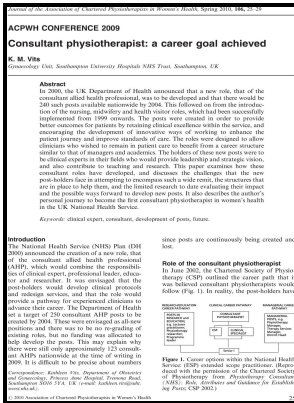 Journal of the Association of Chartered Physiotherapists in Women's Health, Spring 2010, 106, 25–29
ACPWH CONFERENCE 2009
Consultant physiotherapist: a career goal achieved
K. M. Vits
Gynaecology Unit, Southampton University Hospitals NHS Trust, Southampton, UK
Abstract
In 2000, the UK Department of Health announced that a new role, that of the
consultant allied health professional, was to be developed and that there would be
240 such posts available nationwide by 2004. This followed on from the introduction
of the nursing, midwifery and health visitor roles, which had been successfully
implemented from 1999 onwards. The posts were created in order to provide
better outcomes for patients by retaining clinical excellence within the service, and
encouraging the development of innovative ways of working to enhance the
patient journey and improve standards of care. The roles were designed to allow
clinicians who wished to remain in patient care to benefit from a career structure
similar to that of managers and academics. The holders of these new posts were to
be clinical experts in their fields who would provide leadership and strategic vision,
and also contribute to teaching and research. This paper examines how these
consultant roles have developed, and discusses the challenges that the new
post-holders face in attempting to encompass such a wide remit, the structures that
are in place to help them, and the limited research to date evaluating their impact
and the possible ways forward to develop new posts. It also describes the author's
personal journey to become the first consultant physiotherapist in women's health
in the UK National Health Service.
Keywords: clinical expert, consultant, development of posts, future.
Introduction
The National Health Service (NHS) Plan (DH
2000) announced the creation of a new role, that
of the consultant allied health professional
(AHP), which would combine the responsibili-
ties of clinical expert, professional leader, educa-
tor and researcher. It was envisaged that the
post-holders would develop clinical protocols
and redesign services, and that the role would
provide a pathway for experienced clinicians to
advance their career. The Department of Health
set a target of 250 consultant AHP posts to be
created by 2004. These were envisaged as all-new
positions and there was to be no re-grading of
existing roles, but no funding was allocated to
help develop the posts. This may explain why
there were still only approximately 123 consult-
ant AHPs nationwide at the time of writing in
2009. It is difficult to be precise about numbers
Correspondence: Kathleen Vits, Department of Obstetrics
and Gynaecology, Princess Anne Hospital, Coxford Road,
Southampton SO16 5YA, UK
since posts are continually being created and
lost.
Role of the consultant physiotherapist
In June 2002, the Chartered Society of Physio-
therapy (CSP) outlined the career path that it
was believed consultant physiotherapists would
follow (Fig. 1). In reality, the post-holders have
CLINICAL CAREER PATHWAY
CONSULTANT
PHYSIOTHERAPIST
ESP
CLINICAL
SPECIALIST
Figure 1. Career options within the National Health
Service: (ESP) extended scope practitioner. (Repro-
duced with the permission of the Chartered Society
of Physiotherapy from Physiotherapy Consultant
(NHS): Role, Attributes and Guidance for Establish-
ing Posts; CSP 2002.)
© 2010 Association of Chartered Physiotherapists in Women's Health